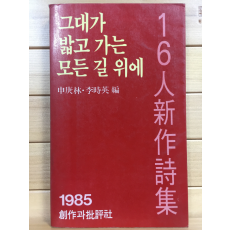 그대가
밟고 가는
모든 길 위에
申庚林·李時英 編
16人新作詩集
1985
創作과批評社